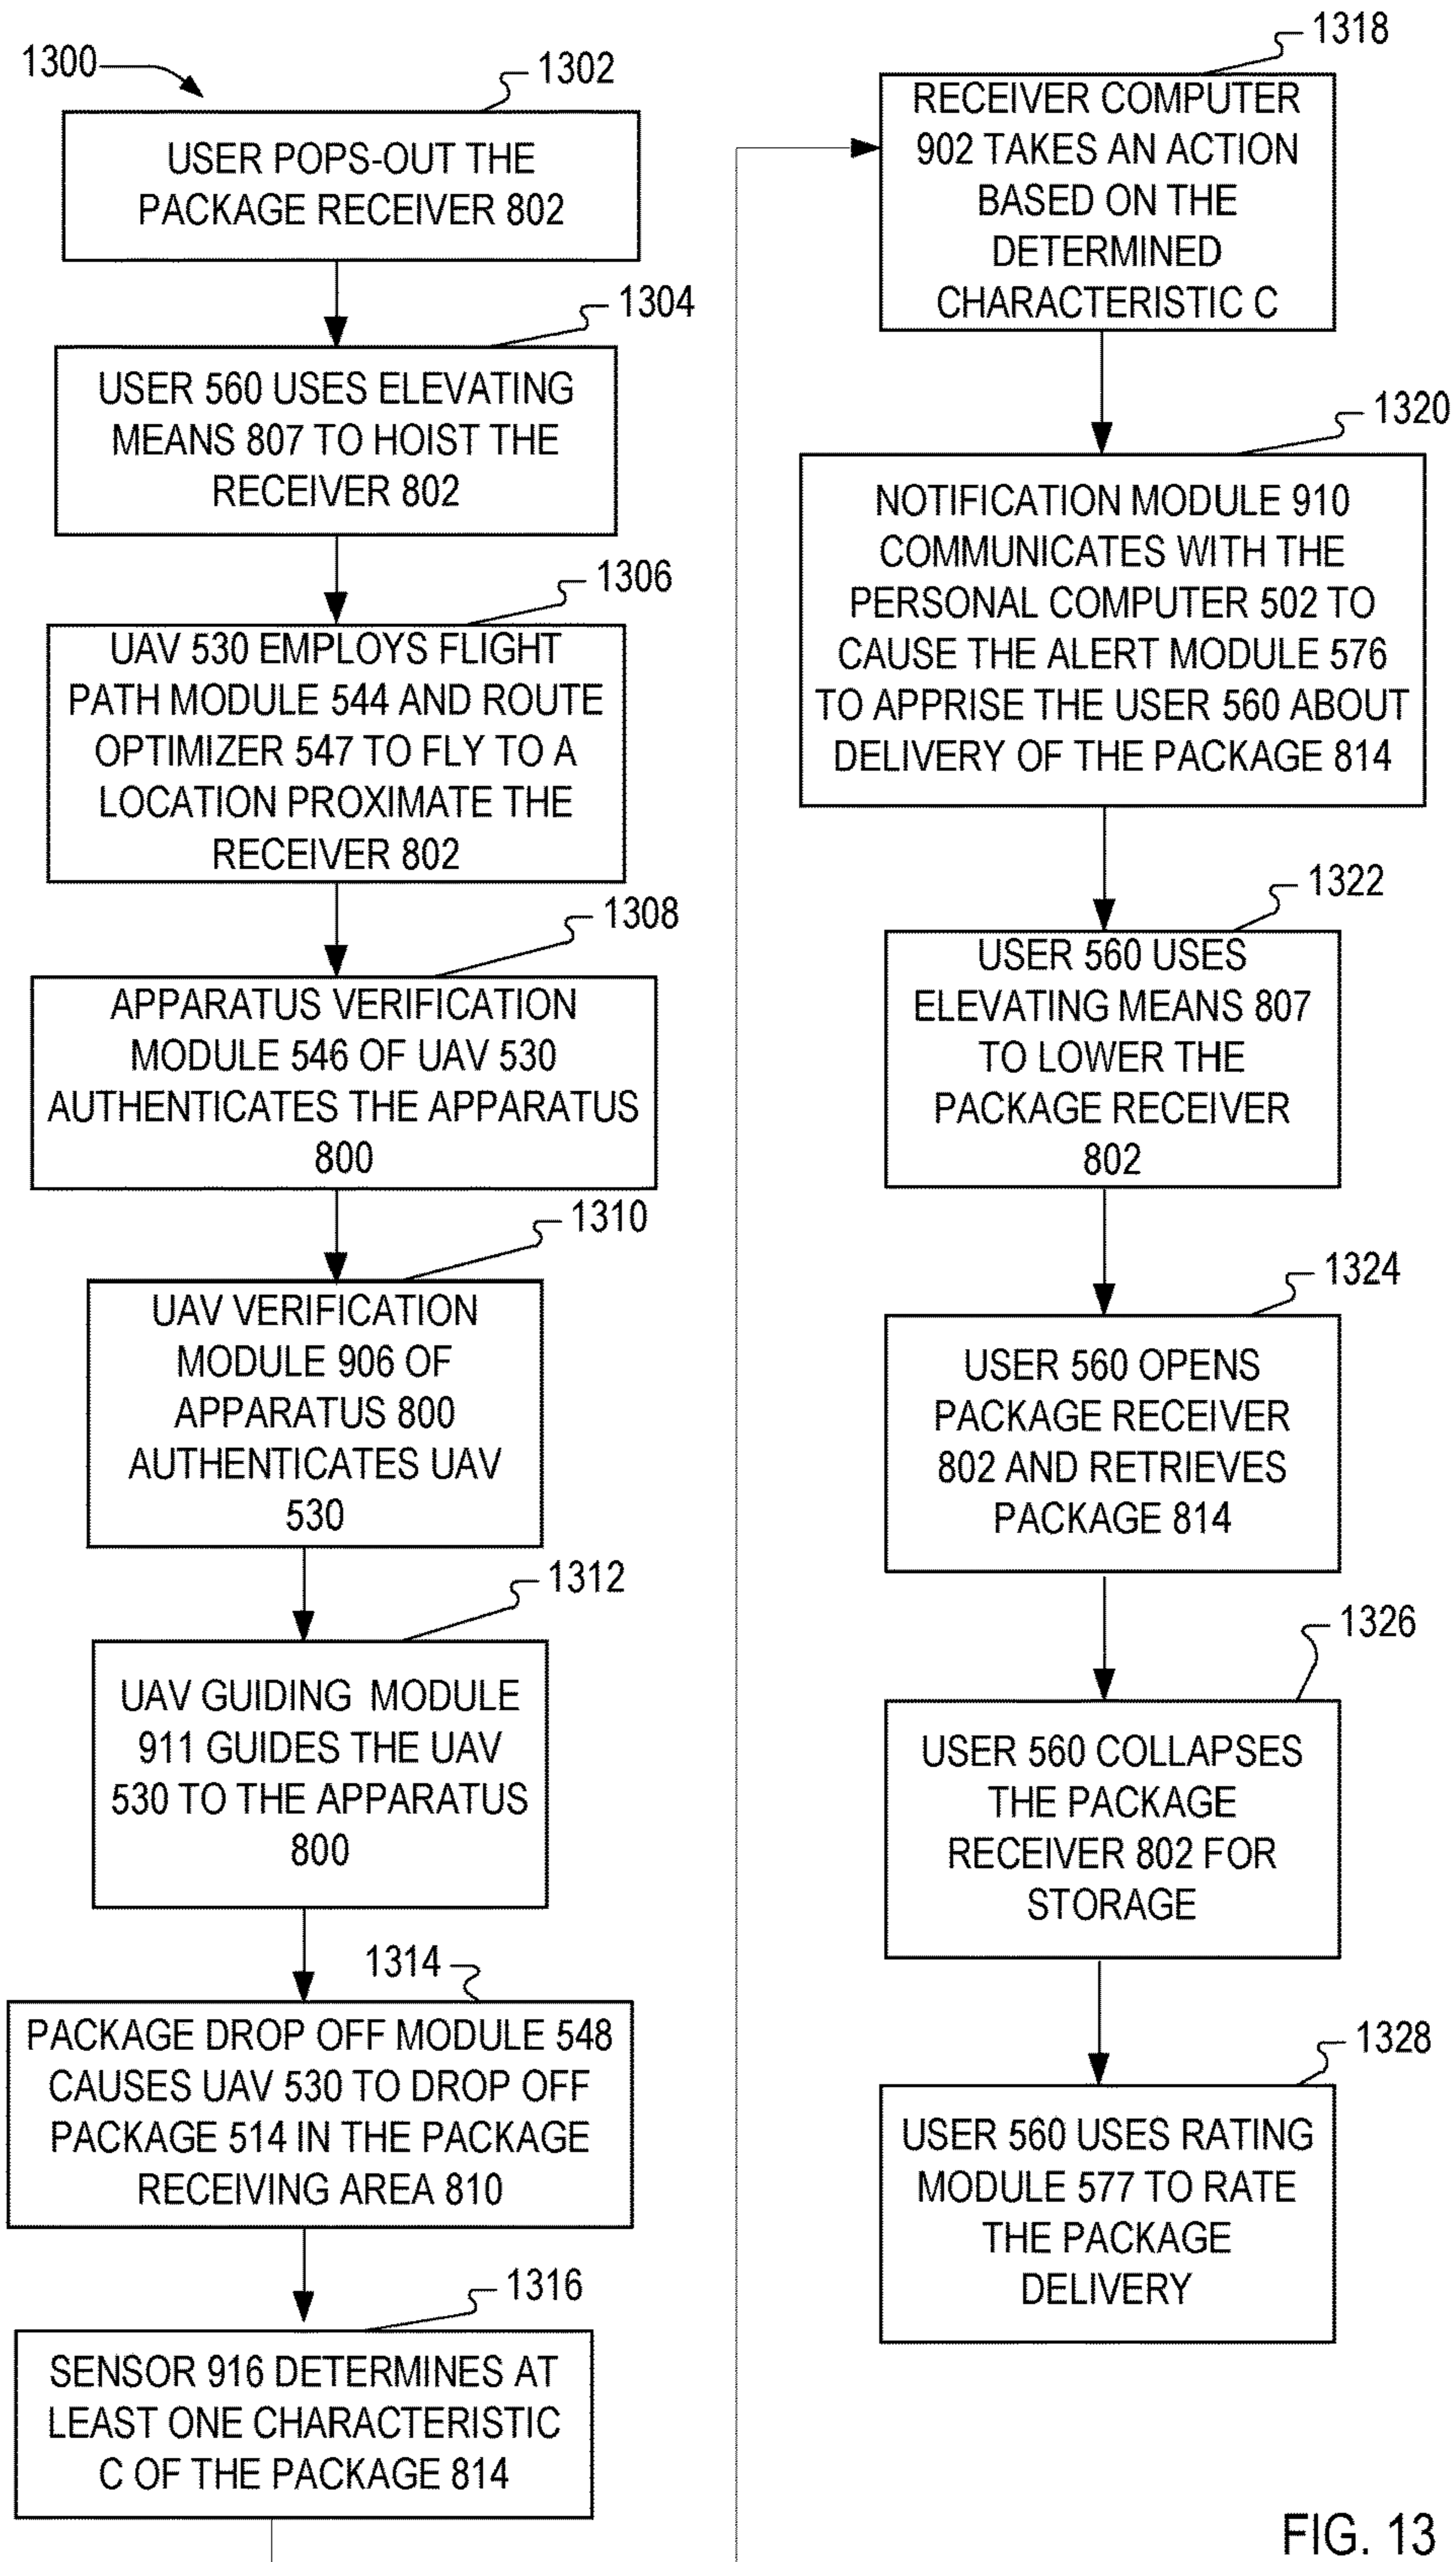 1300
1302
USER POPS-OUT THE
PACKAGE RECEIVER 802
1304
USER 560 USES ELEVATING
MEANS 807 TO HOIST THE
RECEIVER 802
1306
UAV 530 EMPLOYS FLIGHT
PATH MODULE 544 AND ROUTE
OPTIMIZER 547 TO FLY TO A
LOCATION PROXIMATE THE
RECEIVER 802
1308
APPARATUS VERIFICATION
MODULE 546 OF UAV 530
AUTHENTICATES THE APPARATUS
800
1310
UAV VERIFICATION
MODULE 906 OF
APPARATUS 800
AUTHENTICATES UAV
530
1312
UAV GUIDING MODULE
911 GUIDES THE UAV
530 TO THE APPARATUS
800
1314
PACKAGE DROP OFF MODULE 548
CAUSES UAV 530 TO DROP OFF
PACKAGE 514 IN THE PACKAGE
RECEIVING AREA 810
1316
SENSOR 916 DETERMINES AT
LEAST ONE CHARACTERISTIC
C OF THE PACKAGE 814
1318
RECEIVER COMPUTER
902 TAKES AN ACTION
BASED ON THE
DETERMINED
CHARACTERISTIC C
1320
NOTIFICATION MODULE 910
COMMUNICATES WITH THE
PERSONAL COMPUTER 502 TO
CAUSE THE ALERT MODULE 576
TO APPRISE THE USER 560 ABOUT
DELIVERY OF THE PACKAGE 814
1322
USER 560 USES
ELEVATING MEANS 807
TO LOWER THE
PACKAGE RECEIVER
802
1324
USER 560 OPENS
PACKAGE RECEIVER
802 AND RETRIEVES
PACKAGE 814
1326
USER 560 COLLAPSES
THE PACKAGE
RECEIVER 802 FOR
STORAGE
1328
USER 560 USES RATING
MODULE 577 TO RATE
THE PACKAGE
DELIVERY
FIG. 13